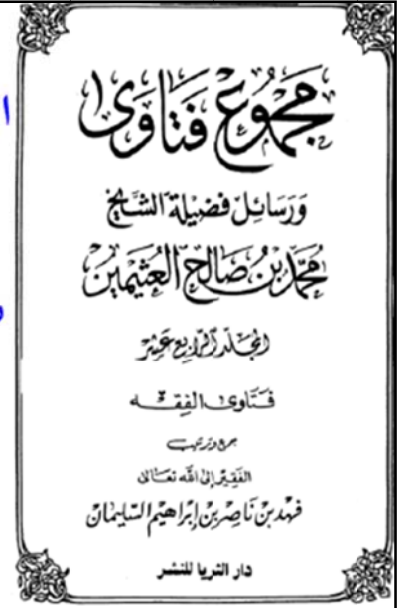 مجموع فتاوى
ورسائل فضيلة الشيخ
محمد بن صالح العثيمين
المجلد الرابع عشر
فتاوى الفقه
جمع وترتيب
الفقير إلى الله تعالى
فهد بن ناصر بن إبراهيم السليمان
دار الثريا للنشر